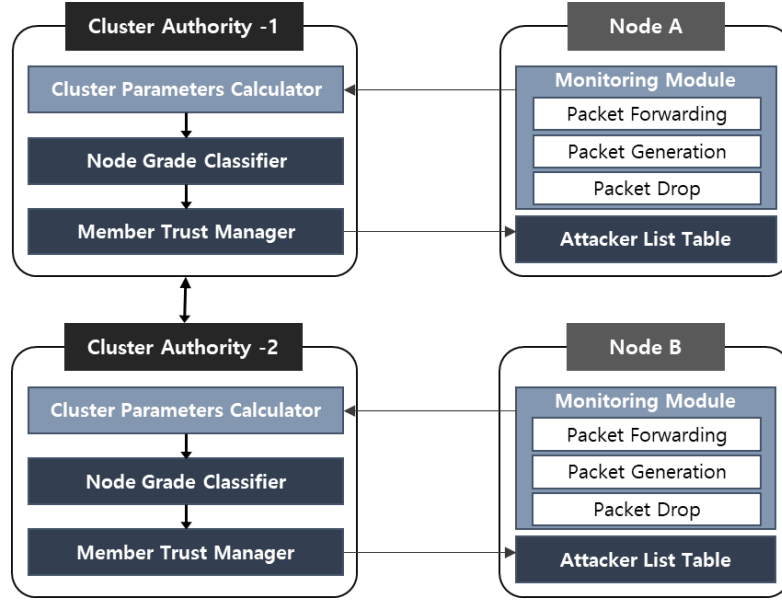 Cluster Authority -1
Cluster Parameters Calculator
Node Grade Classifier
Member Trust Manager
Node A
Monitoring Module
Packet Forwarding
Packet Generation
Packet Drop
Attacker List Table
Cluster Authority -2
Cluster Parameters Calculator
Node Grade Classifier
Member Trust Manager
Node B
Monitoring Module
Packet Forwarding
Packet Generation
Packet Drop
Attacker List Table